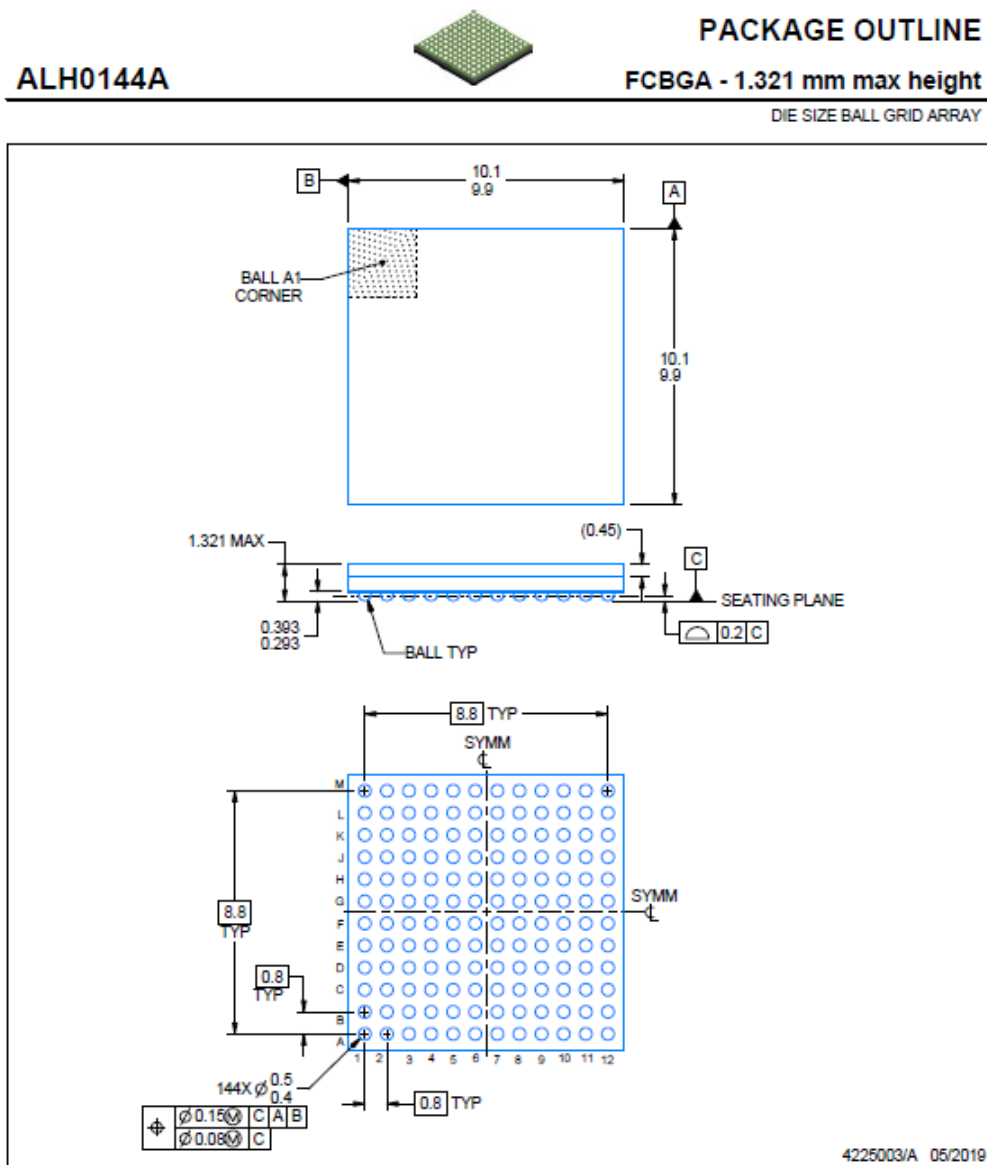 PACKAGE OUTLINE
ALH0144A
FCBGA - 1.321 mm max height
DIE SIZE BALL GRID ARRAY
B
10.1
9.9
A
BALL A1
CORNER
10.1
9.9
1.321 MAX
(0.45)
C
SEATING PLANE
0.393
0.293
BALL TYP
⌓ 0.2 C
8.8 TYP
SYMM
℄
M
L
K
J
H
G
F
E
D
C
B
A
SYMM
℄
8.8
TYP
0.8
TYP
1 2 3 4 5 6 7 8 9 10 11 12
144X ⌀ 0.5
0.4
0.8 TYP
⌖ ⌀ 0.15Ⓜ C A B
⌀ 0.08Ⓜ C
4225003/A 05/2019